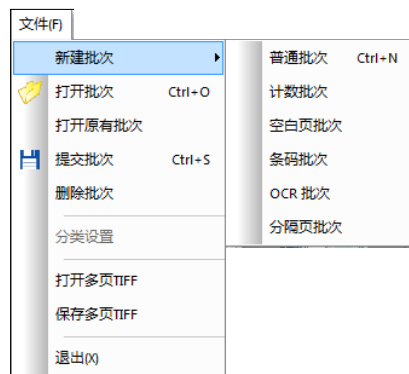 文件(F)
新建批次
打开批次 Ctrl+O
打开原有批次
提交批次 Ctrl+S
删除批次
分类设置
打开多页TIFF
保存多页TIFF
退出(X)
普通批次 Ctrl+N
计数批次
空白页批次
条码批次
OCR 批次
分隔页批次